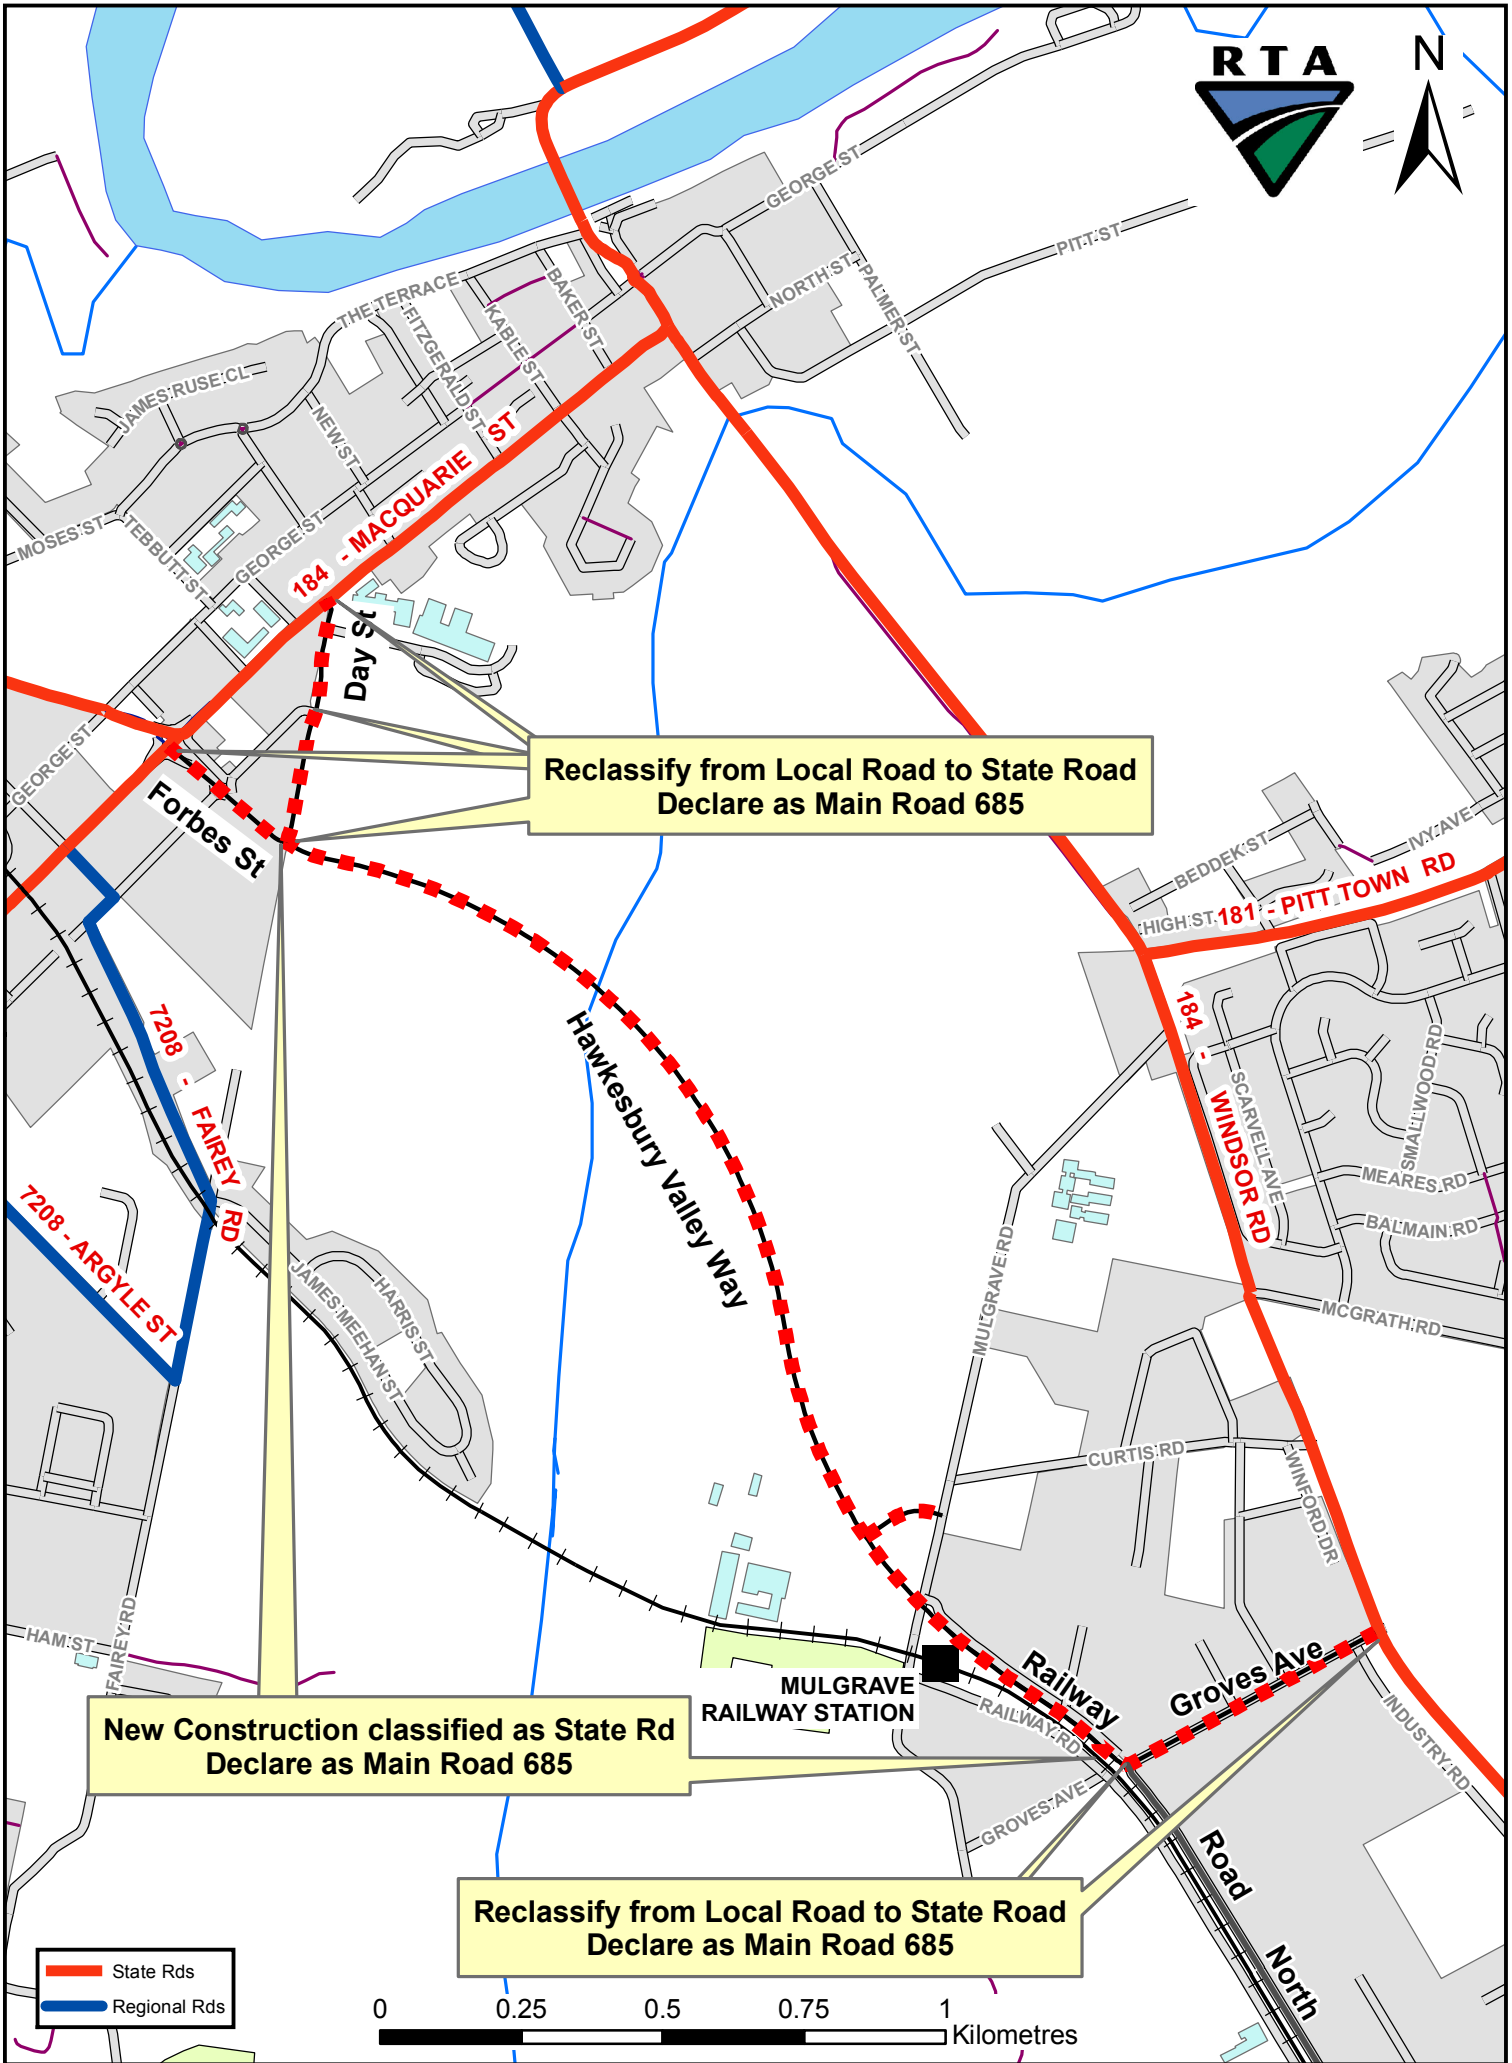 RTA
N
GEORGE ST
PITT ST
NORTH ST
PALMER ST
THE TERRACE
BAKER ST
KABLE ST
FITZGERALD ST
JAMES RUSE CL
NEW ST
184 - MACQUARIE ST
MOSES ST
TEBBUTT ST
GEORGE ST
Day St
GEORGE ST
Forbes St
Reclassify from Local Road to State Road
Declare as Main Road 685
BEDDEK ST
IVY AVE
HIGH ST
181 - PITT TOWN RD
7208 - FAIREY RD
Hawkesbury Valley Way
184 - WINDSOR RD
SCARVELL AVE
SMALLWOOD RD
MEARES RD
BALMAIN RD
MCGRATH RD
7208 - ARGYLE ST
JAMES MEEHAN ST
HARRIS ST
MULGRAVE RD
CURTIS RD
WINFORD DR
HAM ST
FAIREY RD
MULGRAVE
RAILWAY STATION
RAILWAY RD
Railway
Groves Ave
INDUSTRY RD
New Construction classified as State Rd
Declare as Main Road 685
GROVES AVE
Road
North
Reclassify from Local Road to State Road
Declare as Main Road 685
State Rds
Regional Rds
0 0.25 0.5 0.75 1
Kilometres